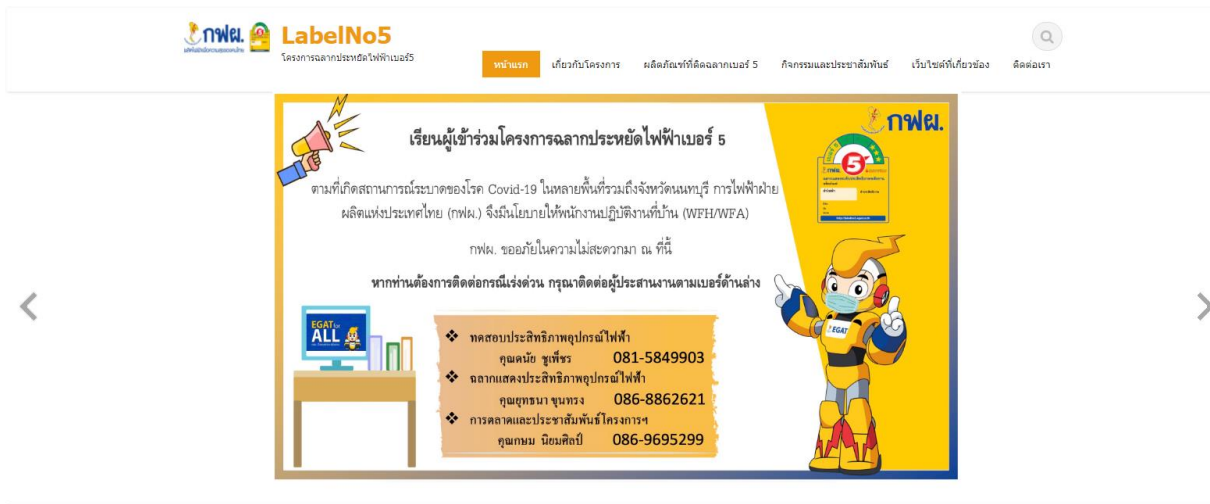 กฟผ.
LabelNo5
โครงการฉลากประหยัดไฟฟ้าเบอร์5
หน้าแรก เกี่ยวกับโครงการ ผลิตภัณฑ์ที่ติดฉลากเบอร์ 5 กิจกรรมและประชาสัมพันธ์ เว็บไซต์ที่เกี่ยวข้อง ติดต่อเรา
กฟผ.
เรียนผู้เข้าร่วมโครงการฉลากประหยัดไฟฟ้าเบอร์ 5
ตามที่เกิดสถานการณ์ระบาดของโรค Covid-19 ในหลายพื้นที่รวมถึงจังหวัดนนทบุรี การไฟฟ้าฝ่าย
ผลิตแห่งประเทศไทย (กฟผ.) จึงมีนโยบายให้พนักงานปฏิบัติงานที่บ้าน (WFH/WFA)
กฟผ. ขออภัยในความไม่สะดวกมา ณ ที่นี้
หากท่านต้องการติดต่อกรณีเร่งด่วน กรุณาติดต่อผู้ประสานงานตามเบอร์ด้านล่าง
❖ ทดสอบประสิทธิภาพอุปกรณ์ไฟฟ้า
คุณดนัย ชูเพ็ชร 081-5849903
❖ ฉลากแสดงประสิทธิภาพอุปกรณ์ไฟฟ้า
คุณยุทธนา ขุนทรง 086-8862621
❖ การตลาดและประชาสัมพันธ์โครงการฯ
คุณกษม นิยมศิลป์ 086-9695299
EGAT for
ALL
5
EGAT